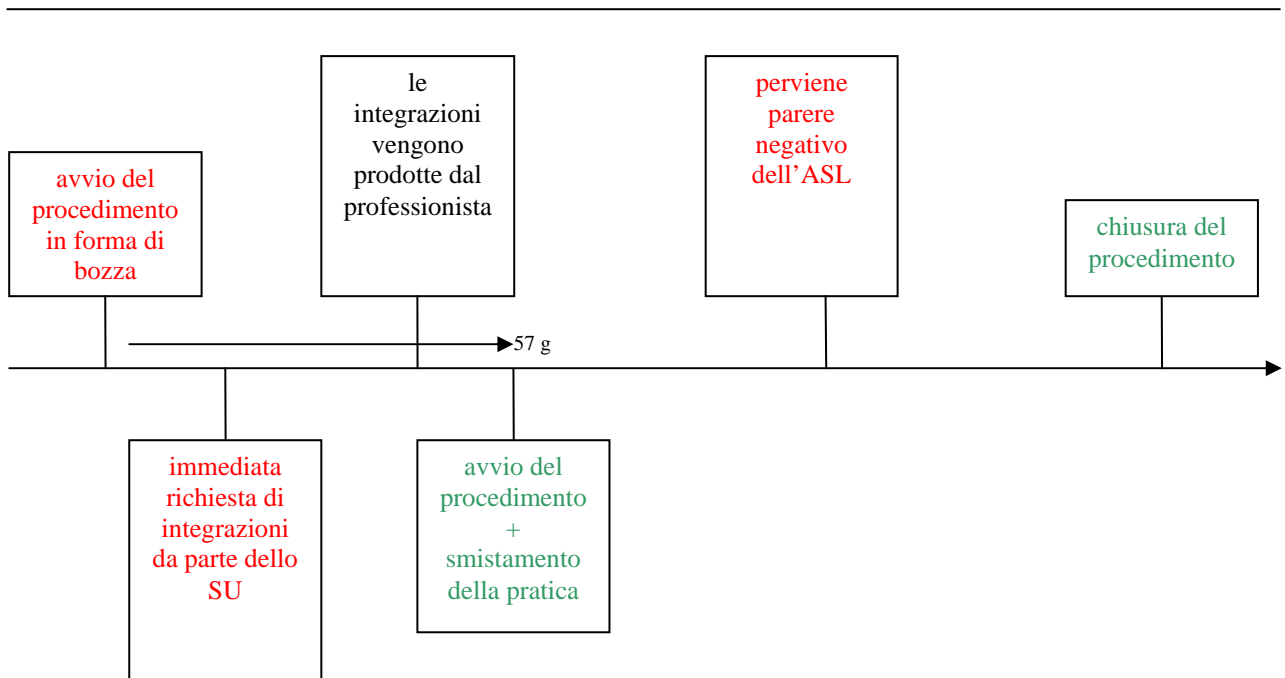 avvio del
procedimento
in forma di
bozza
immediata
richiesta di
integrazioni
da parte dello
SU
le
integrazioni
vengono
prodotte dal
professionista
57 g
avvio del
procedimento
+
smistamento
della pratica
perviene
parere
negativo
dell’ASL
chiusura del
procedimento